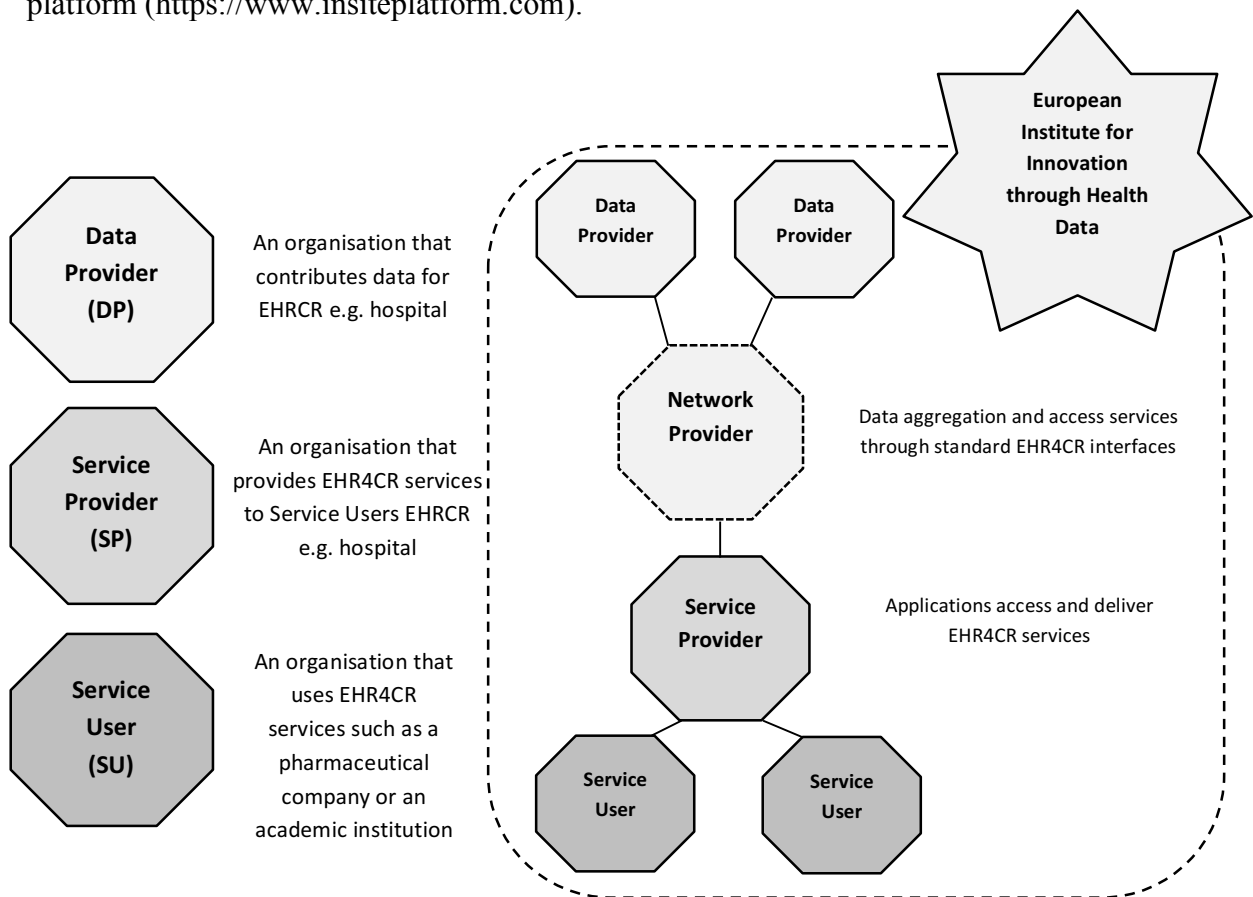 platform (https://www.insiteplatform.com).
European
Institute for
Innovation
through Health
Data
Data
Provider
(DP)
An organisation that
contributes data for
EHRCR e.g. hospital
Data
Provider
Data
Provider
Network
Provider
Data aggregation and access services
through standard EHR4CR interfaces
Service
Provider
(SP)
An organisation that
provides EHR4CR services
to Service Users EHRCR
e.g. hospital
Service
Provider
Applications access and deliver
EHR4CR services
Service
User
(SU)
An organisation that
uses EHR4CR
services such as a
pharmaceutical
company or an
academic institution
Service
User
Service
User